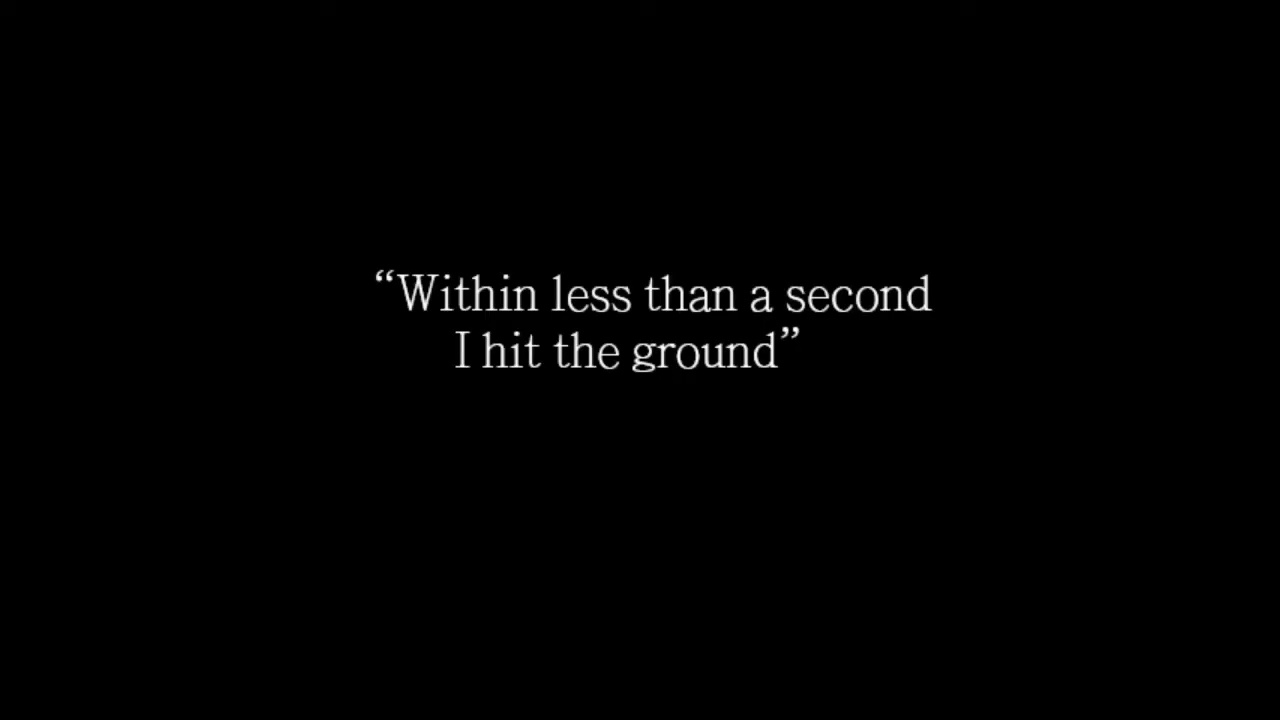 “Within less than a second
I hit the ground”